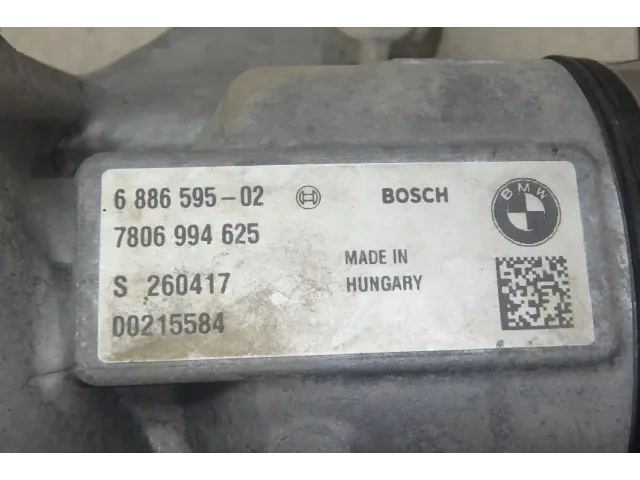 6 886 595-02 BOSCH
BMW
7806 994 625
MADE IN
HUNGARY
S 260417
00215584